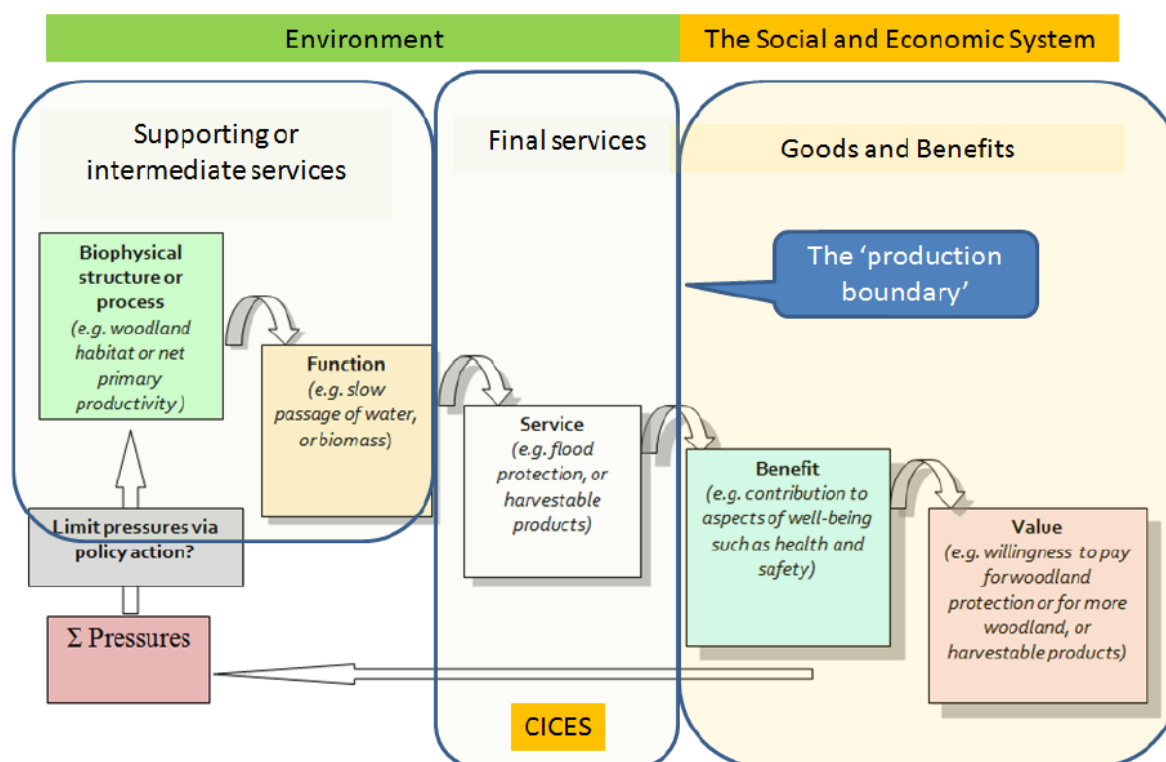 Environment
The Social and Economic System
Supporting or
intermediate services
Final services
Goods and Benefits
The ‘production
boundary’
Biophysical
structure or
process
(e.g. woodland
habitat or net
primary
productivity)
Function
(e.g. slow
passage of water,
or biomass)
Service
(e.g. flood
protection, or
harvestable
products)
Benefit
(e.g. contribution to
aspects of well-being
such as health and
safety)
Value
(e.g. willingness to pay
for woodland
protection or for more
woodland, or
harvestable products)
Limit pressures via
policy action?
Σ Pressures
CICES